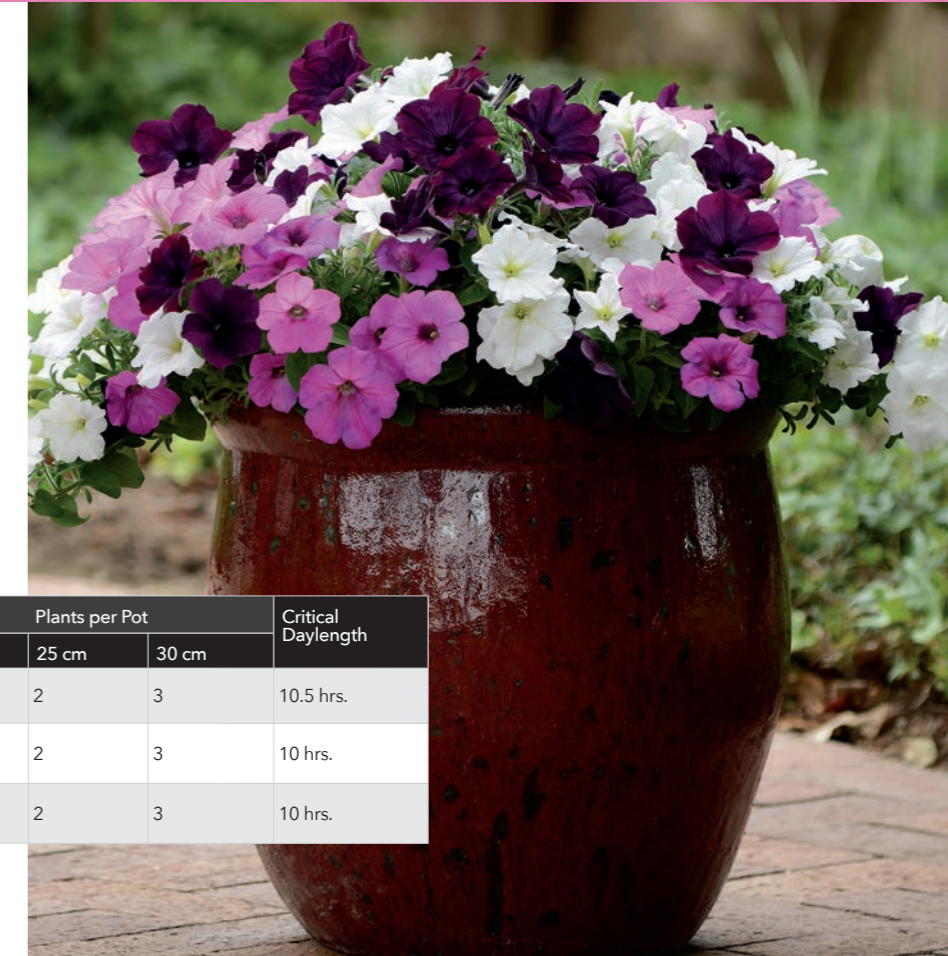 Plants per Pot
Critical
Daylength
25 cm
30 cm
2
3
10.5 hrs.
2
3
10 hrs.
2
3
10 hrs.